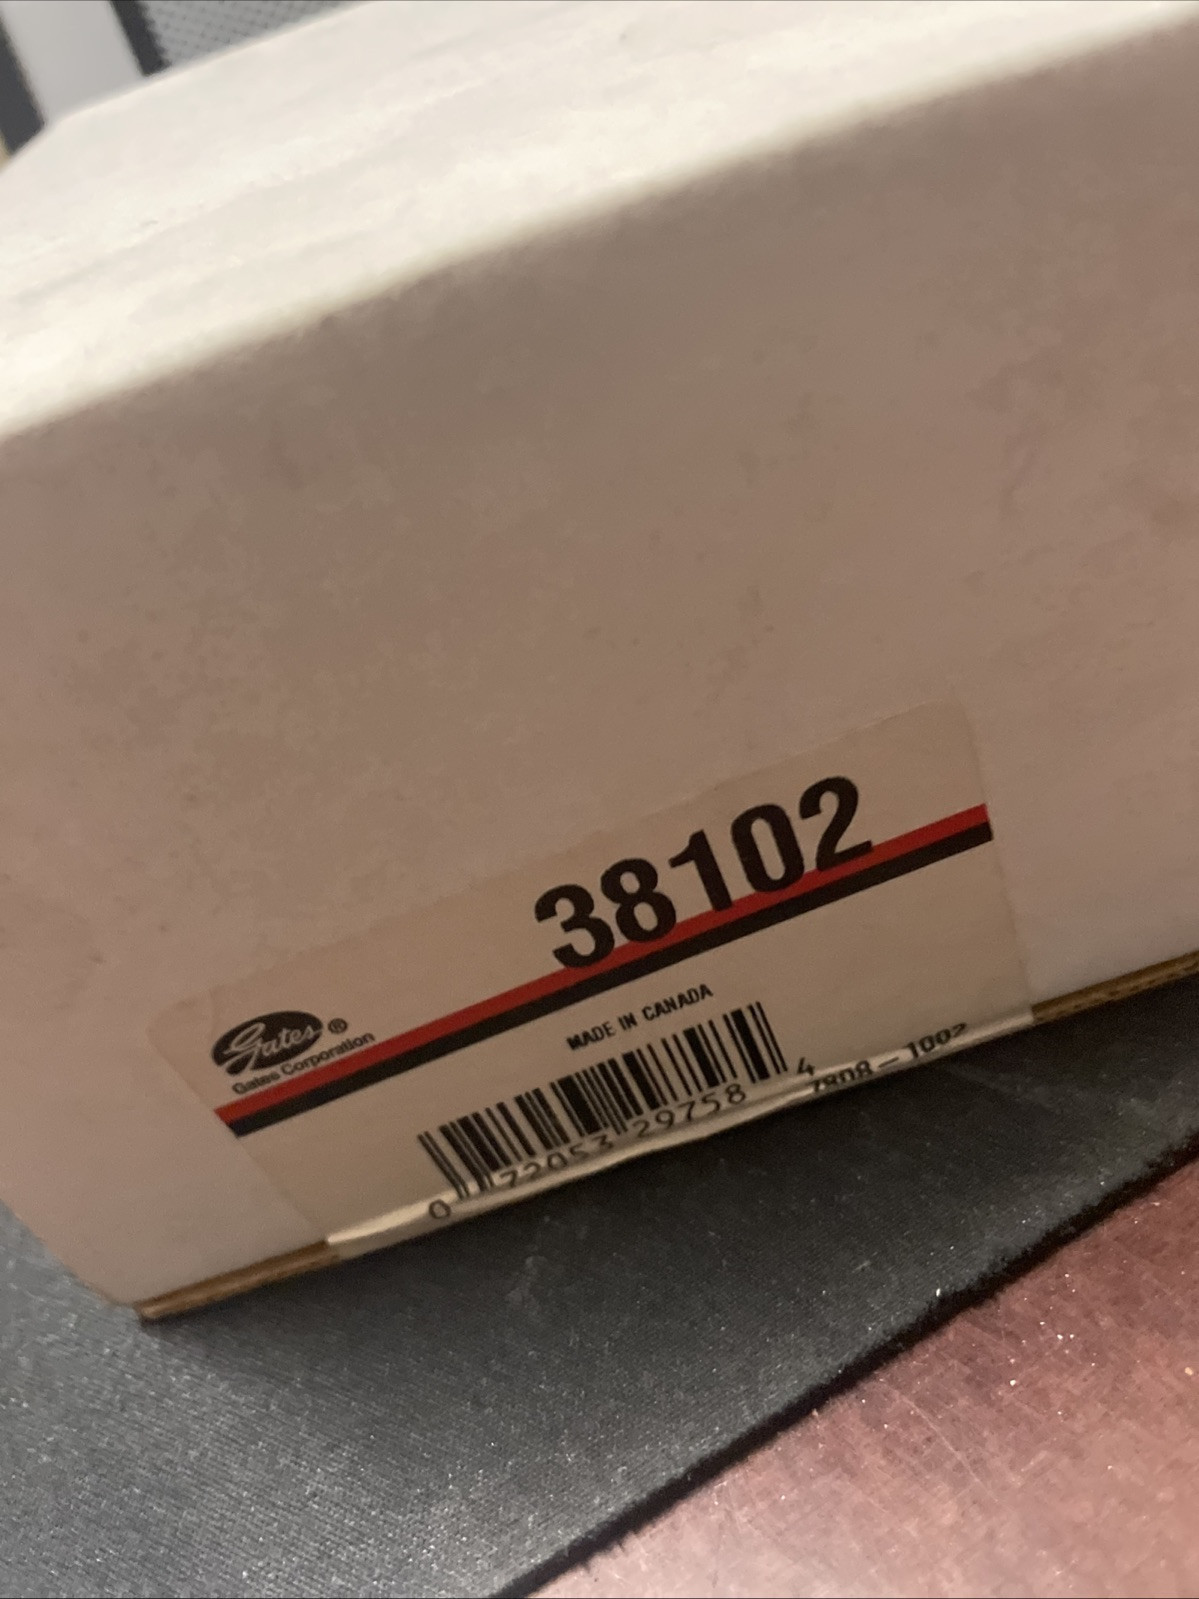 38102
Gates®
Gates Corporation
MADE IN CANADA
0 72053 29758 4
7808-1002